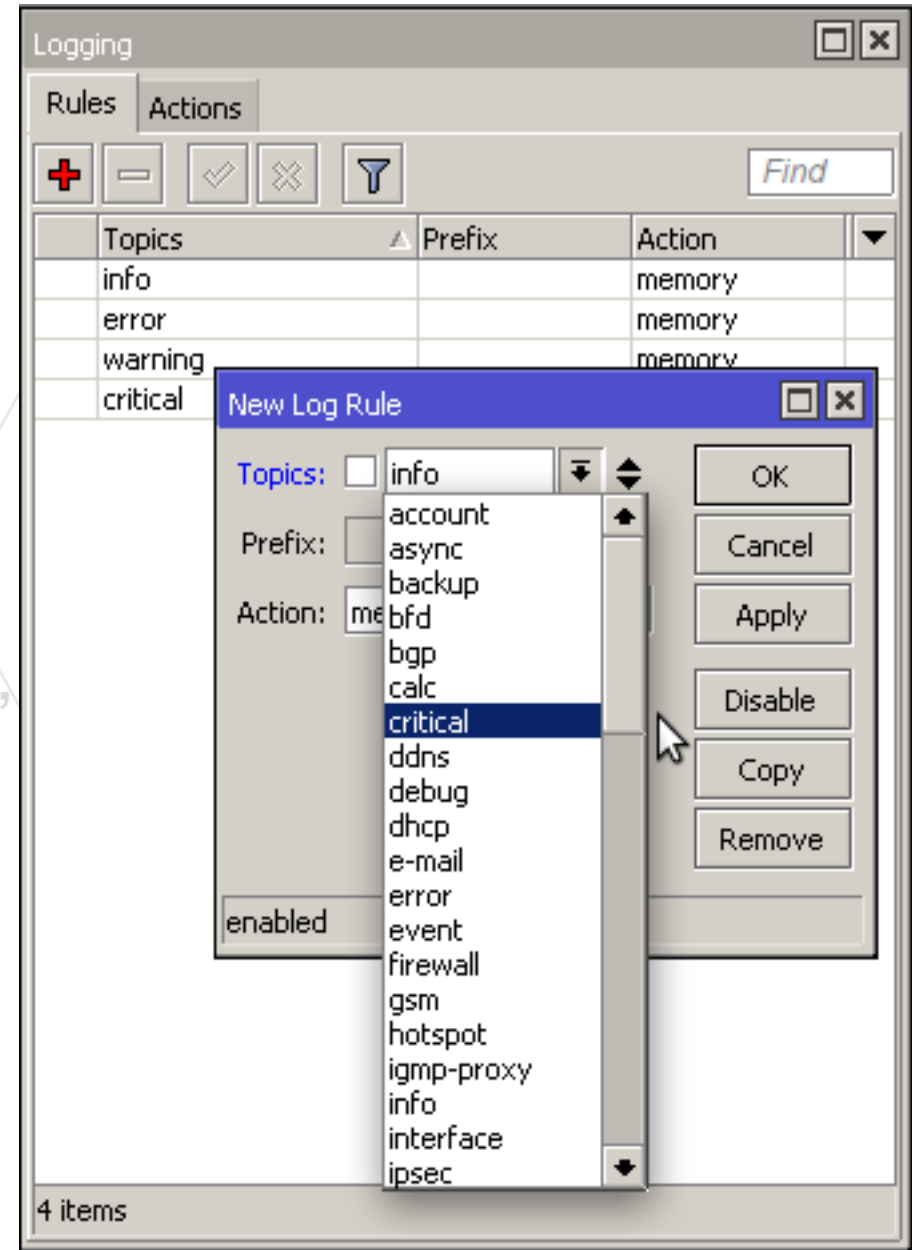 Logging
Rules Actions
Find
Topics Prefix Action
info memory
error memory
warning memory
critical
New Log Rule
Topics: info OK
account
Prefix: async Cancel
backup
Action: me bfd Apply
bgp
calc Disable
critical
ddns Copy
debug
dhcp Remove
e-mail
error
enabled event
firewall
gsm
hotspot
igmp-proxy
info
interface
ipsec
4 items